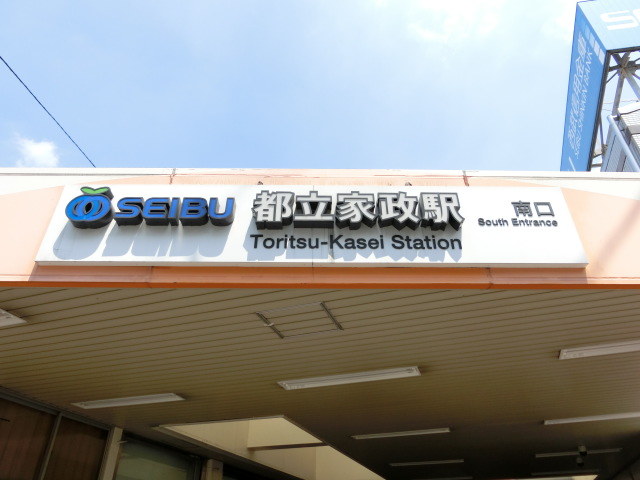 SEIBU 都立家政駅 南口
Toritsu-Kasei Station South Entrance